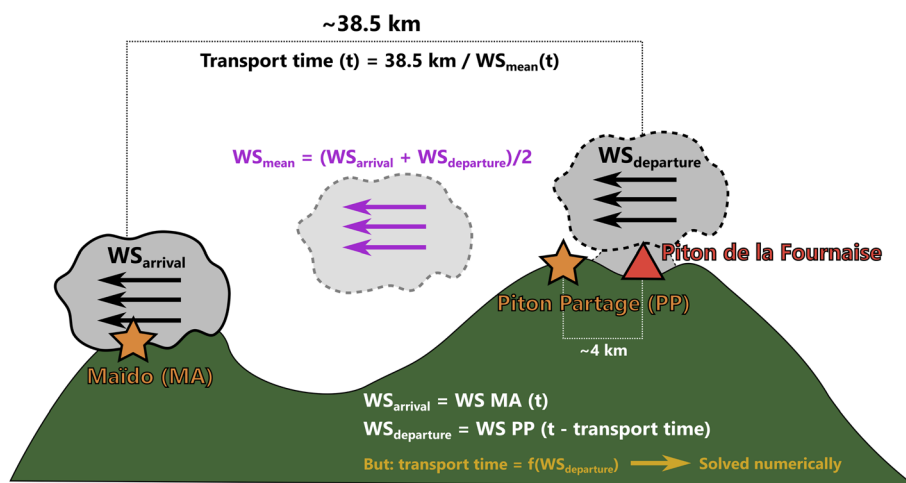 ~38.5 km
Transport time (t) = 38.5 km / WSmean(t)
WSmean = (WSarrival + WSdeparture)/2
WSdeparture
WSarrival
Piton de la Fournaise
Piton Partage (PP)
~4 km
Maïdo (MA)
WSarrival = WS MA (t)
WSdeparture = WS PP (t - transport time)
But: transport time = f(WSdeparture) Solved numerically